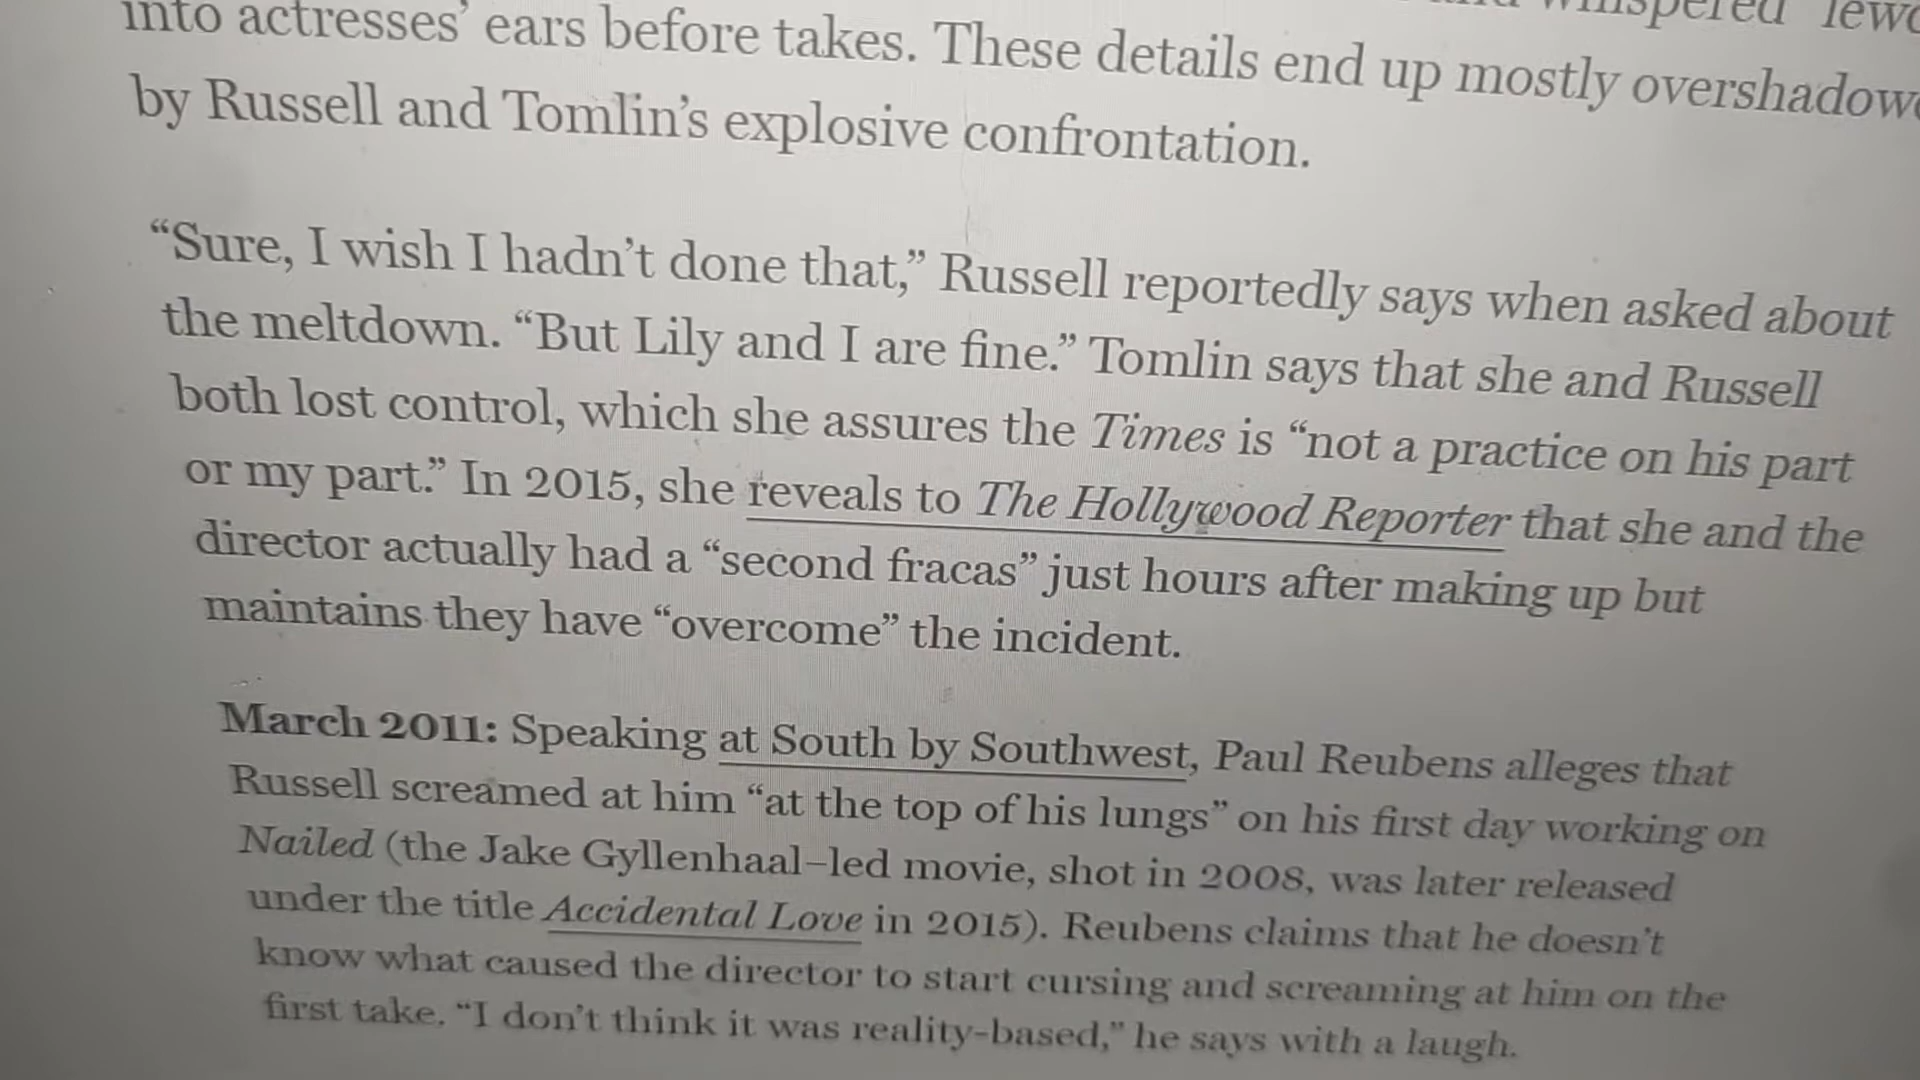 into actresses’ ears before takes. These details end up mostly
by Russell and Tomlin’s explosive confrontation.
“Sure, I wish I hadn’t done that,” Russell reportedly says when asked about
the meltdown. “But Lily and I are fine.” Tomlin says that she and Russell
both lost control, which she assures the Times is “not a practice on his part
or my part.” In 2015, she reveals to The Hollywood Reporter that she and the
director actually had a “second fracas” just hours after making up but
maintains they have “overcome” the incident.
March 2011: Speaking at South by Southwest, Paul Reubens alleges that
Russell screamed at him “at the top of his lungs” on his first day working on
Nailed (the Jake Gyllenhaal–led movie, shot in 2008, was later released
under the title Accidental Love in 2015). Reubens claims that he doesn’t
know what caused the director to start cursing and screaming at him on the
first take. “I don’t think it was reality-based,” he says with a laugh.